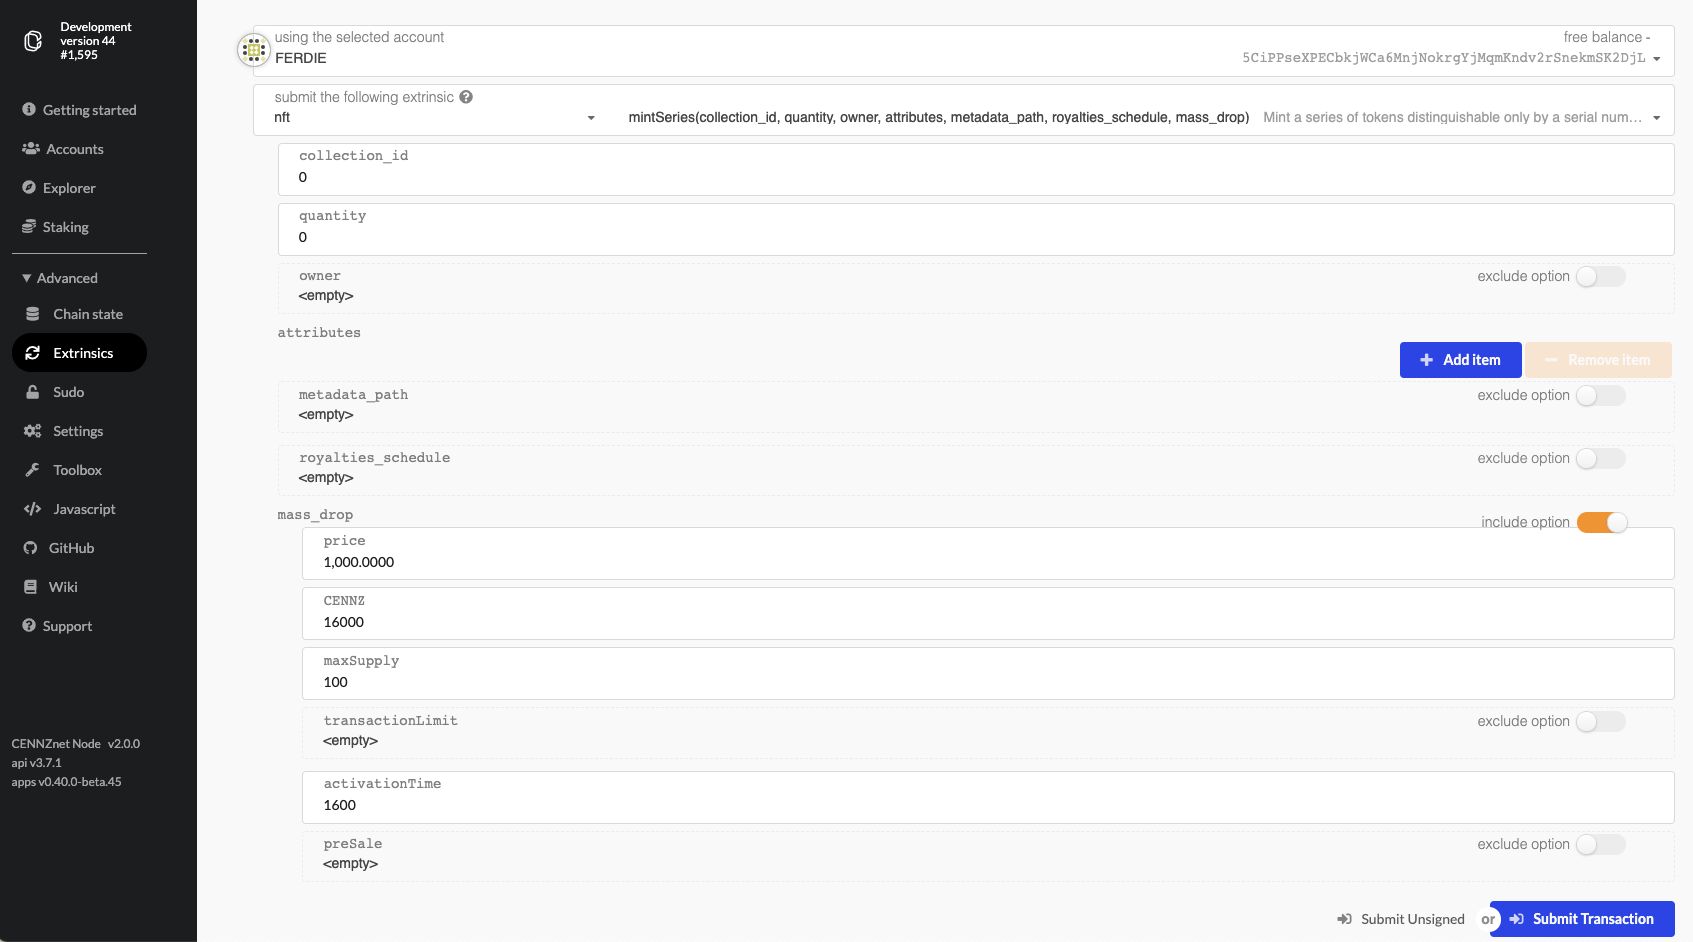 Development
version 44
#1,595
Getting started
Accounts
Explorer
Staking
Advanced
Chain state
Extrinsics
Sudo
Settings
Toolbox
Javascript
GitHub
Wiki
Support
CENNZnet Node v2.0.0
api v3.7.1
apps v0.40.0-beta.45
using the selected account
free balance -
FERDIE
5CiPPseXPECbkjWCa6MnjNokrgYjMqmKndv2rSnekmSK2DjL
submit the following extrinsic
nft
mintSeries(collection_id, quantity, owner, attributes, metadata_path, royalties_schedule, mass_drop) Mint a series of tokens distinguishable only by a serial num...
collection_id
0
quantity
0
owner
exclude option
<empty>
attributes
Add item
Remove item
metadata_path
exclude option
<empty>
royalties_schedule
exclude option
<empty>
mass_drop
include option
price
1,000.0000
CENNZ
16000
maxSupply
100
transactionLimit
exclude option
<empty>
activationTime
1600
preSale
exclude option
<empty>
Submit Unsigned or Submit Transaction